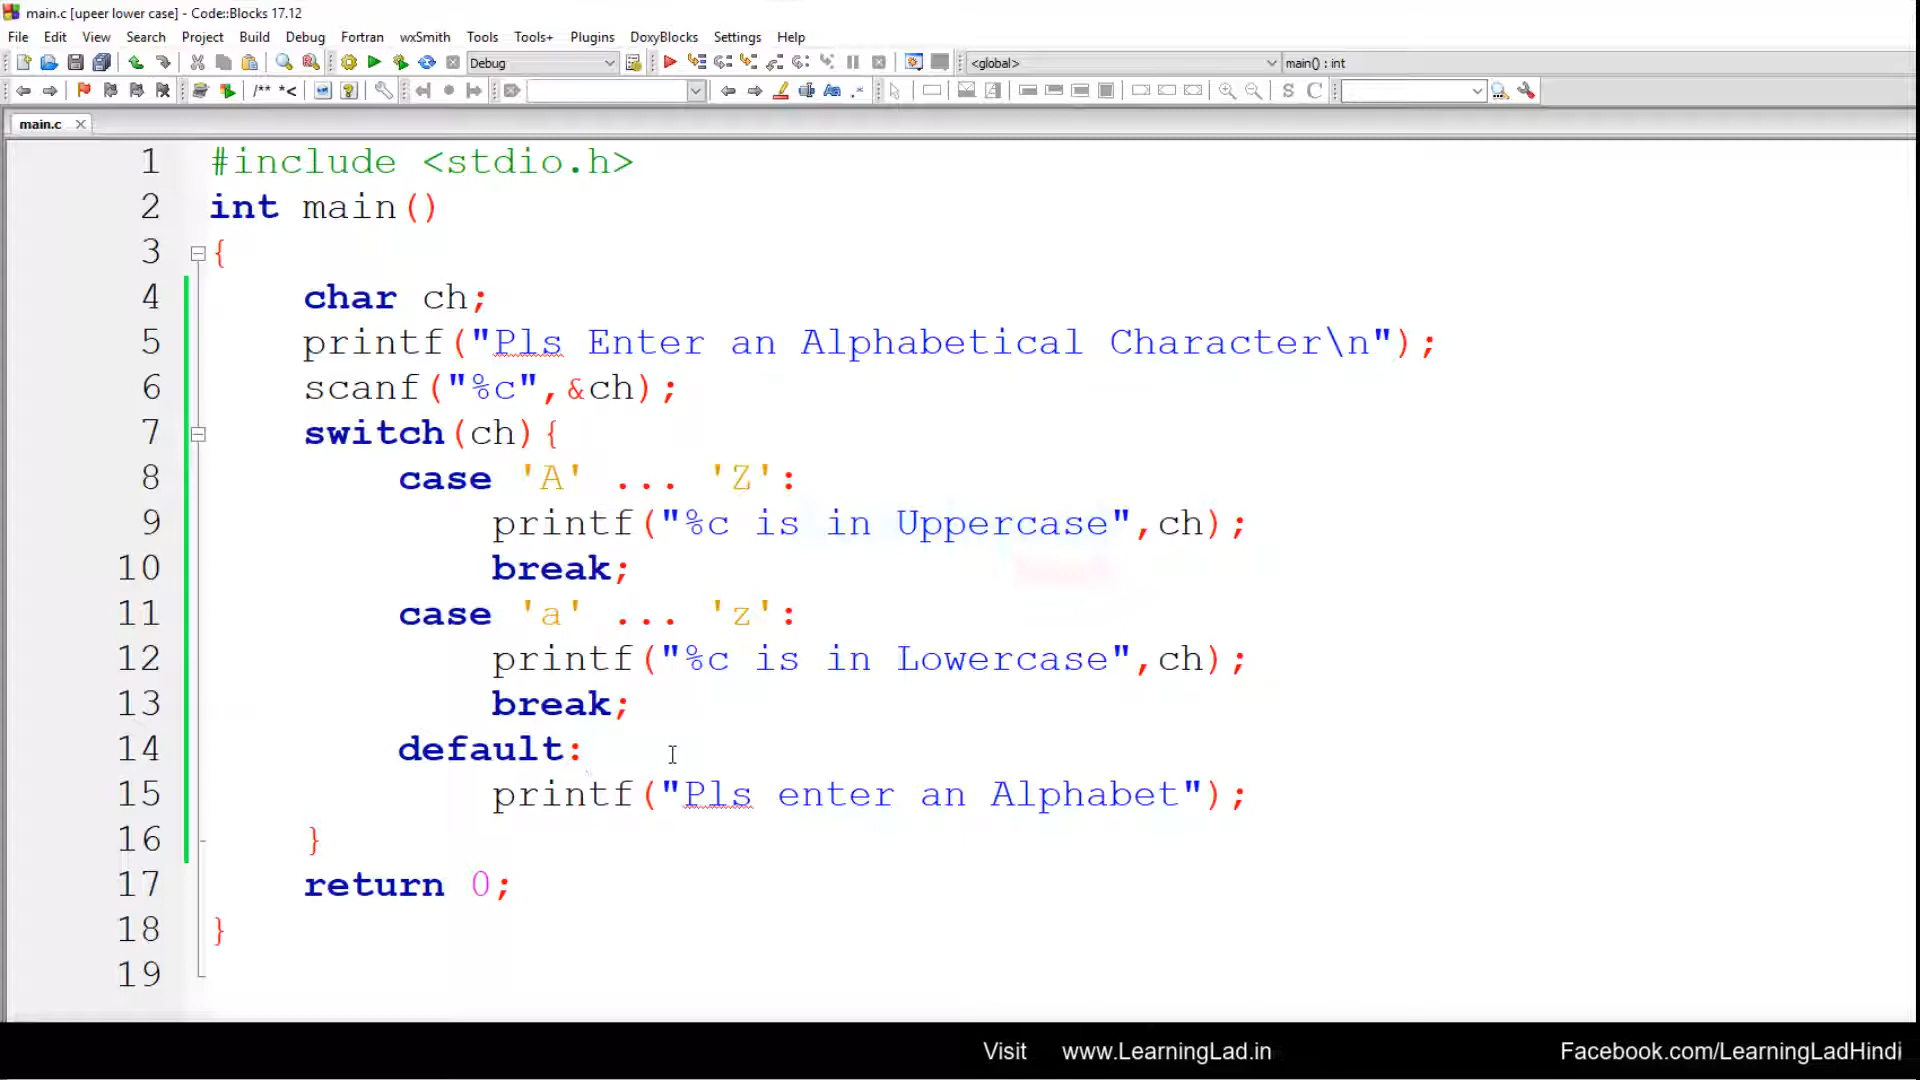 main.c [upeer lower case] - Code::Blocks 17.12
File Edit View Search Project Build Debug Fortran wxSmith Tools Tools+ Plugins DoxyBlocks Settings Help
Debug <global> main() : int
/** *< Aa .* S C
main.c
1 #include <stdio.h>
2 int main()
3 {
4 char ch;
5 printf("Pls Enter an Alphabetical Character\n");
6 scanf("%c",&ch);
7 switch(ch){
8 case 'A' ... 'Z':
9 printf("%c is in Uppercase",ch);
10 break;
11 case 'a' ... 'z':
12 printf("%c is in Lowercase",ch);
13 break;
14 default:
15 printf("Pls enter an Alphabet");
16 }
17 return 0;
18 }
19
Visit www.LearningLad.in Facebook.com/LearningLadHindi